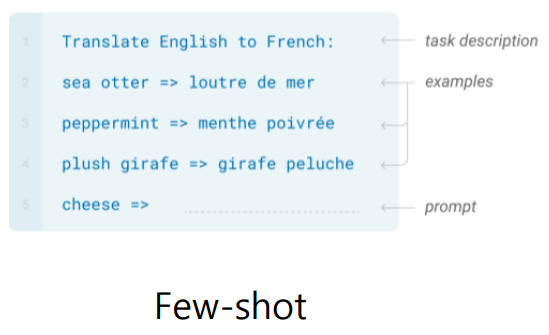 1 Translate English to French: task description
2 sea otter => loutre de mer examples
3 peppermint => menthe poivrée
4 plush girafe => girafe peluche
5 cheese => prompt
Few-shot